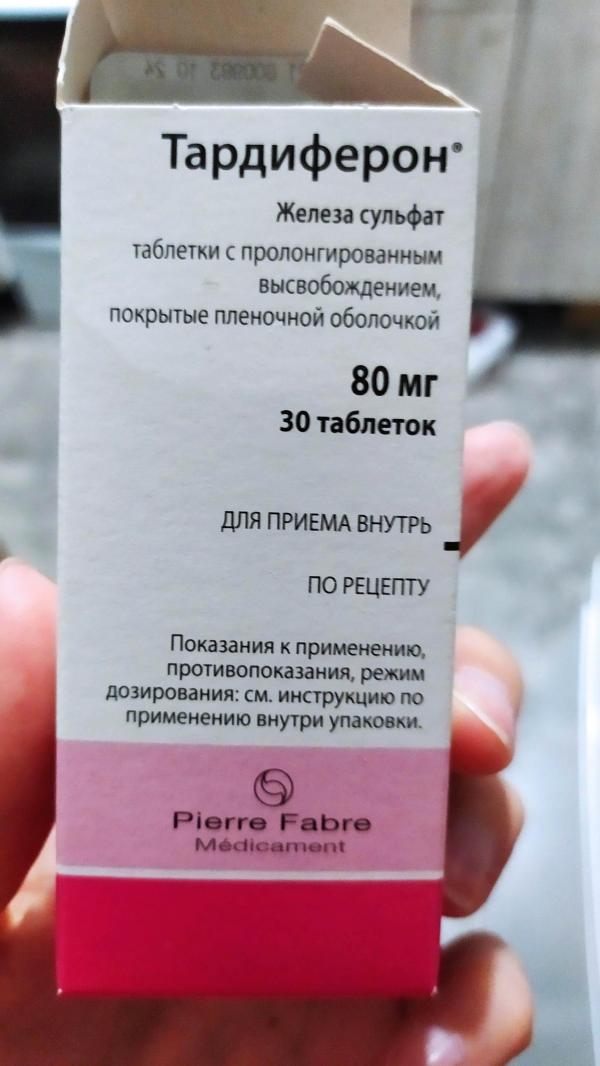 Тардиферон®
Железа сульфат
таблетки с пролонгированным
высвобождением,
покрытые пленочной оболочкой
80 мг
30 таблеток
ДЛЯ ПРИЕМА ВНУТРЬ
ПО РЕЦЕПТУ
Показания к применению,
противопоказания, режим
дозирования: см. инструкцию по
применению внутри упаковки.
Pierre Fabre
Médicament